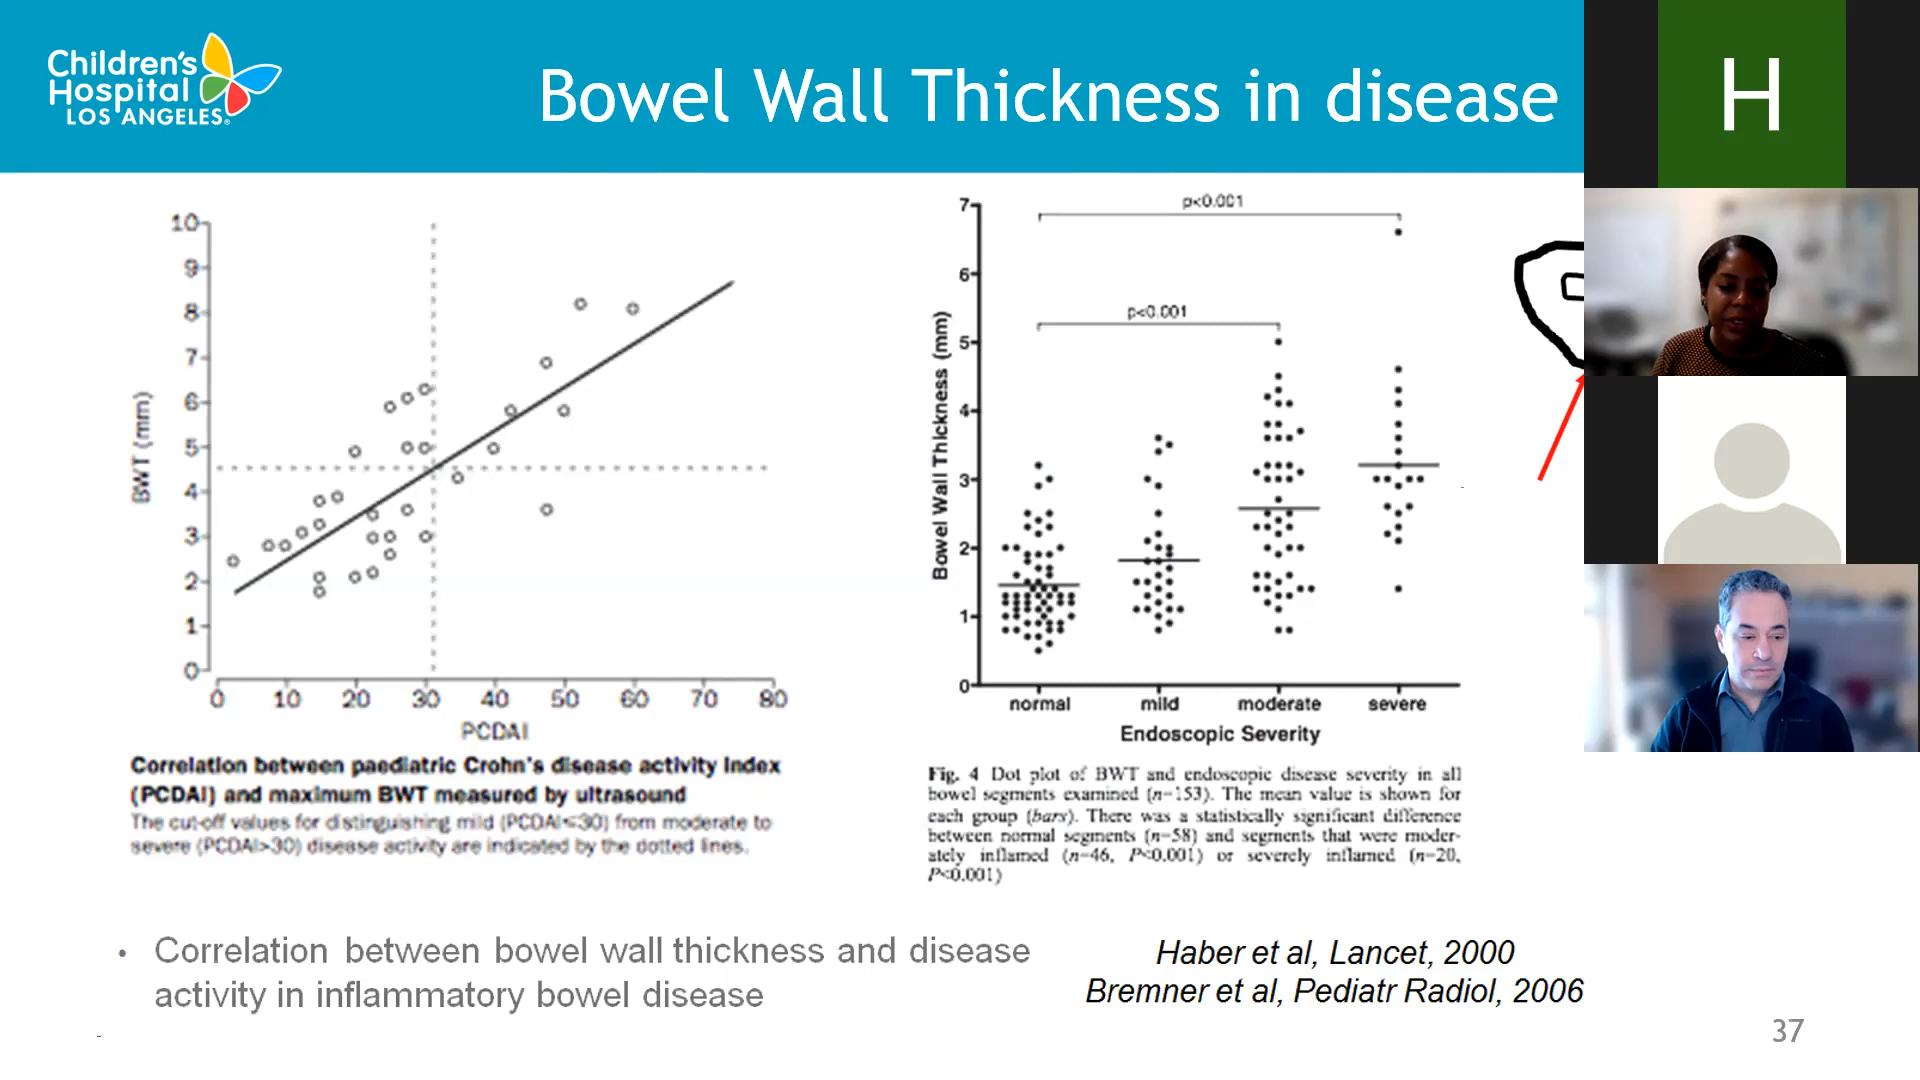 Children's
Hospital
LOS ANGELES®
Bowel Wall Thickness in disease
H
10
9
8
7
6
5
4
3
2
1
0
BWT (mm)
0 10 20 30 40 50 60 70 80
PCDAI
Correlation between paediatric Crohn's disease activity index
(PCDAI) and maximum BWT measured by ultrasound
The cut-off values for distinguishing mild (PCDAI≤30) from moderate to
severe (PCDAI>30) disease activity are indicated by the dotted lines.
p<0.001
p<0.001
7
6
5
4
3
2
1
0
Bowel Wall Thickness (mm)
normal mild moderate severe
Endoscopic Severity
Fig. 4 Dot plot of BWT and endoscopic disease severity in all
bowel segments examined (n=153). The mean value is shown for
each group (bars). There was a statistically significant difference
between normal segments (n=58) and segments that were moder-
ately inflamed (n=46, P<0.001) or severely inflamed (n=20,
P<0.001)
• Correlation between bowel wall thickness and disease
activity in inflammatory bowel disease
Haber et al, Lancet, 2000
Bremner et al, Pediatr Radiol, 2006
37